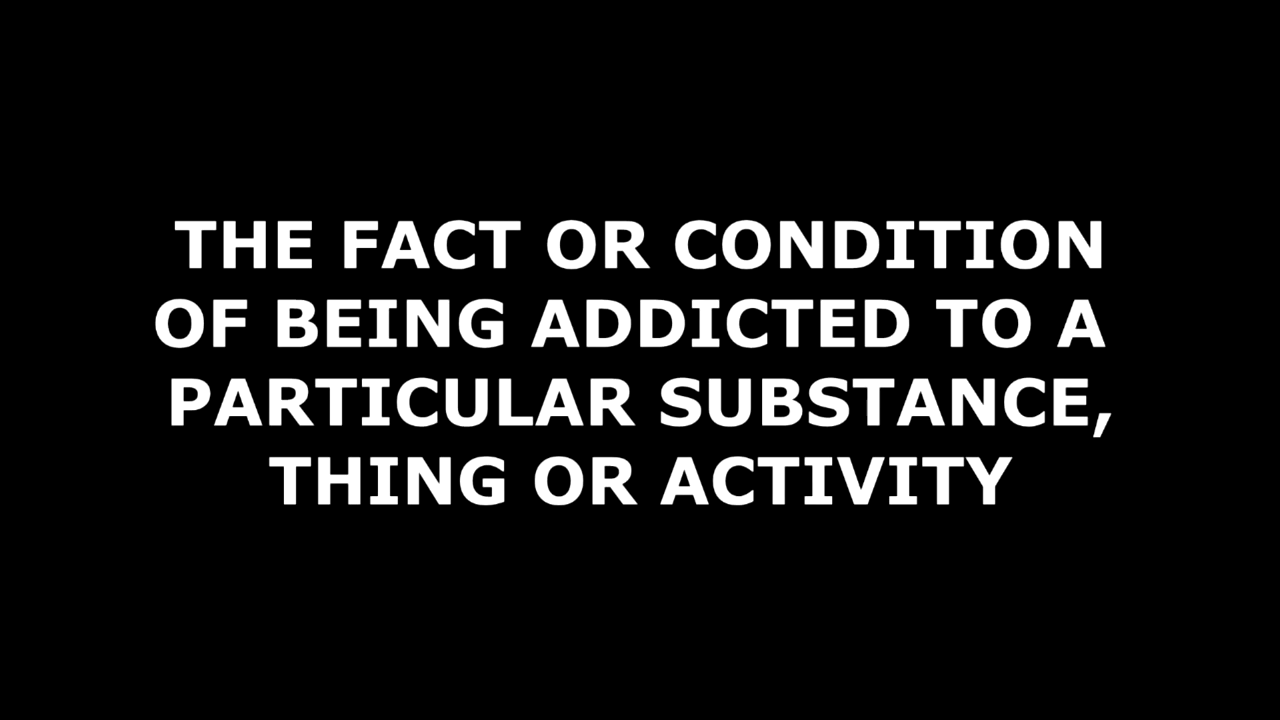 THE FACT OR CONDITION
OF BEING ADDICTED TO A
PARTICULAR SUBSTANCE,
THING OR ACTIVITY